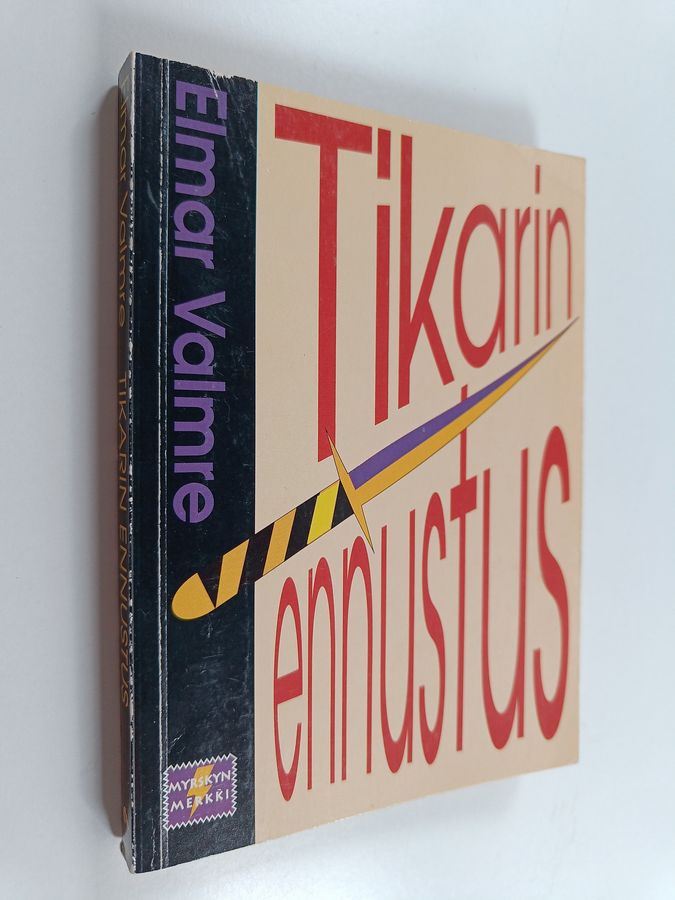 Elmar Valmre
Tikarin
ennustus
MYRSKYN
MERKKI
Elmar Valmre TIKARIN ENNUSTUS